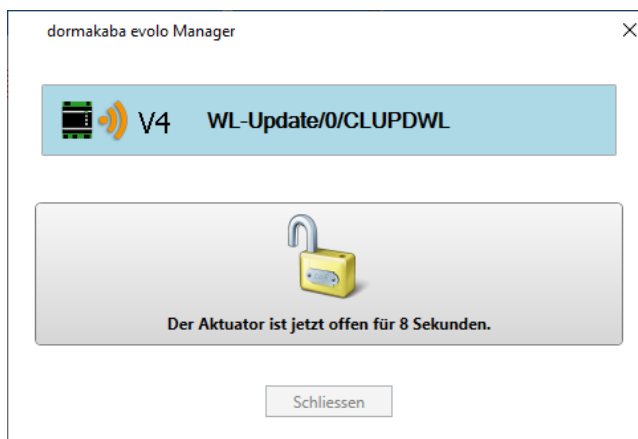 dormakaba evolo Manager
V4 WL-Update/0/CLUPDWL
Der Aktuator ist jetzt offen für 8 Sekunden.
Schliessen